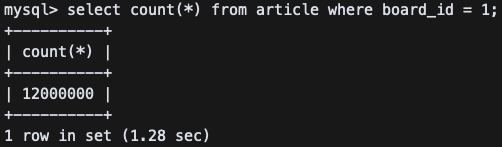 mysql> select count(*) from article where board_id = 1;
+----------+
| count(*) |
+----------+
| 12000000 |
+----------+
1 row in set (1.28 sec)